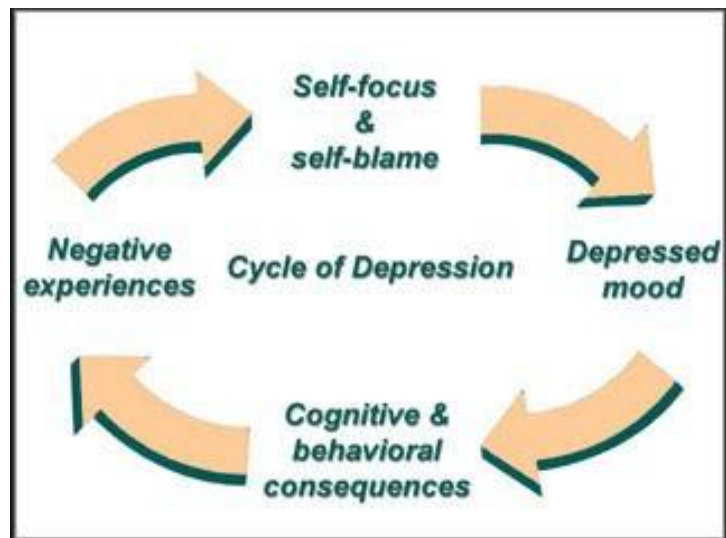 Self-focus
&
self-blame
Negative
experiences
Cycle of Depression
Depressed
mood
Cognitive &
behavioral
consequences